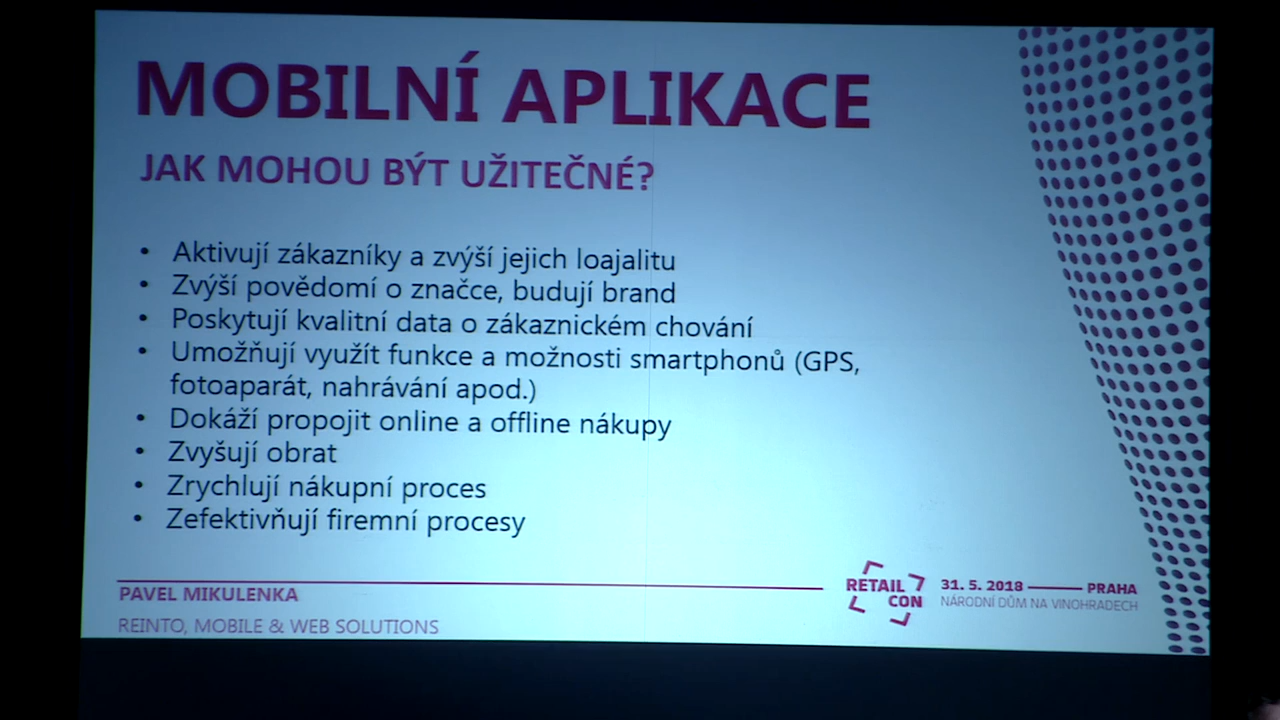 MOBILNÍ APLIKACE
JAK MOHOU BÝT UŽITEČNÉ?
• Aktivují zákazníky a zvýší jejich loajalitu
• Zvýší povědomí o značce, budují brand
• Poskytují kvalitní data o zákaznickém chování
• Umožňují využít funkce a možnosti smartphonů (GPS,
fotoaparát, nahrávání apod.)
• Dokáží propojit online a offline nákupy
• Zvyšují obrat
• Zrychlují nákupní proces
• Zefektivňují firemní procesy
PAVEL MIKULENKA
REINTO, MOBILE & WEB SOLUTIONS
RETAIL
CON
31. 5. 2018 PRAHA
NÁRODNÍ DŮM NA VINOHRADECH